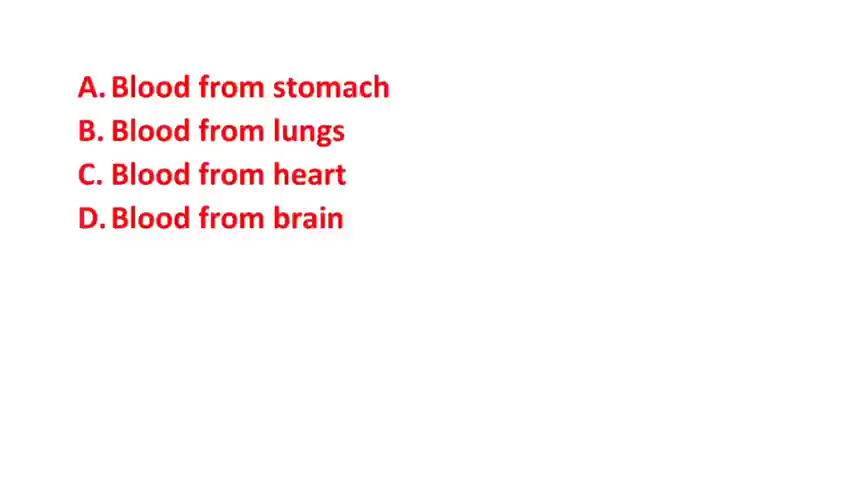 A. Blood from stomach
B. Blood from lungs
C. Blood from heart
D. Blood from brain